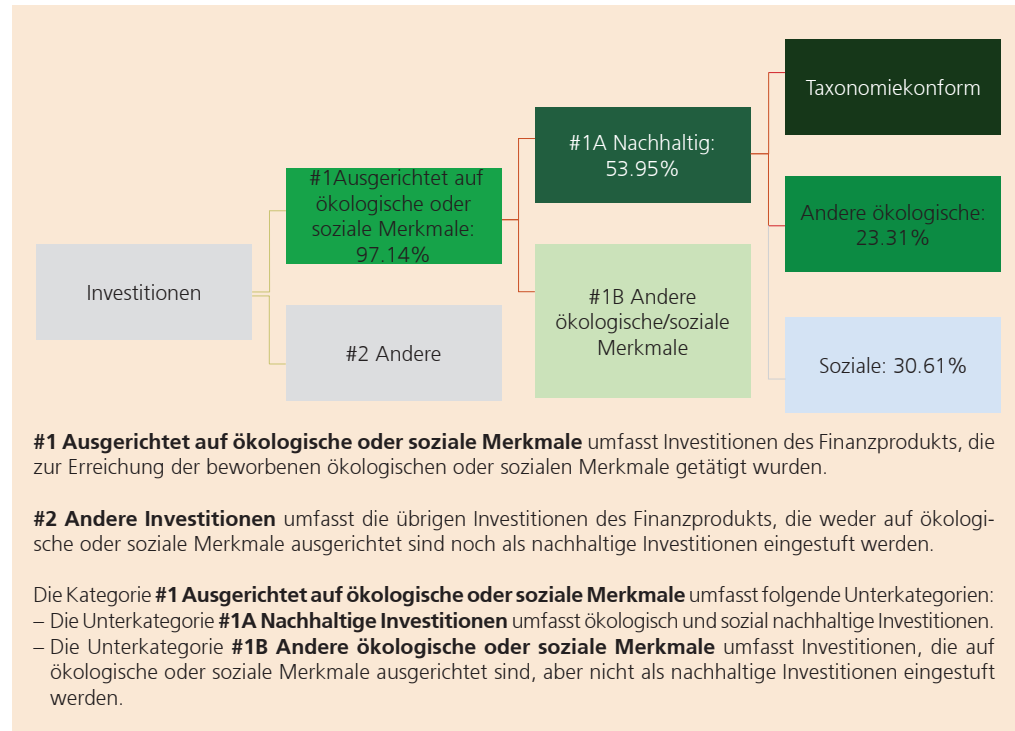 Investitionen
#1Ausgerichtet auf
ökologische oder
soziale Merkmale:
97.14%
#2 Andere
#1A Nachhaltig:
53.95%
#1B Andere
ökologische/soziale
Merkmale
Taxonomiekonform
Andere ökologische:
23.31%
Soziale: 30.61%
#1 Ausgerichtet auf ökologische oder soziale Merkmale umfasst Investitionen des Finanzprodukts, die
zur Erreichung der beworbenen ökologischen oder sozialen Merkmale getätigt wurden.
#2 Andere Investitionen umfasst die übrigen Investitionen des Finanzprodukts, die weder auf ökologi-
sche oder soziale Merkmale ausgerichtet sind noch als nachhaltige Investitionen eingestuft werden.
Die Kategorie #1 Ausgerichtet auf ökologische oder soziale Merkmale umfasst folgende Unterkategorien:
– Die Unterkategorie #1A Nachhaltige Investitionen umfasst ökologisch und sozial nachhaltige Investitionen.
– Die Unterkategorie #1B Andere ökologische oder soziale Merkmale umfasst Investitionen, die auf
ökologische oder soziale Merkmale ausgerichtet sind, aber nicht als nachhaltige Investitionen eingestuft
werden.